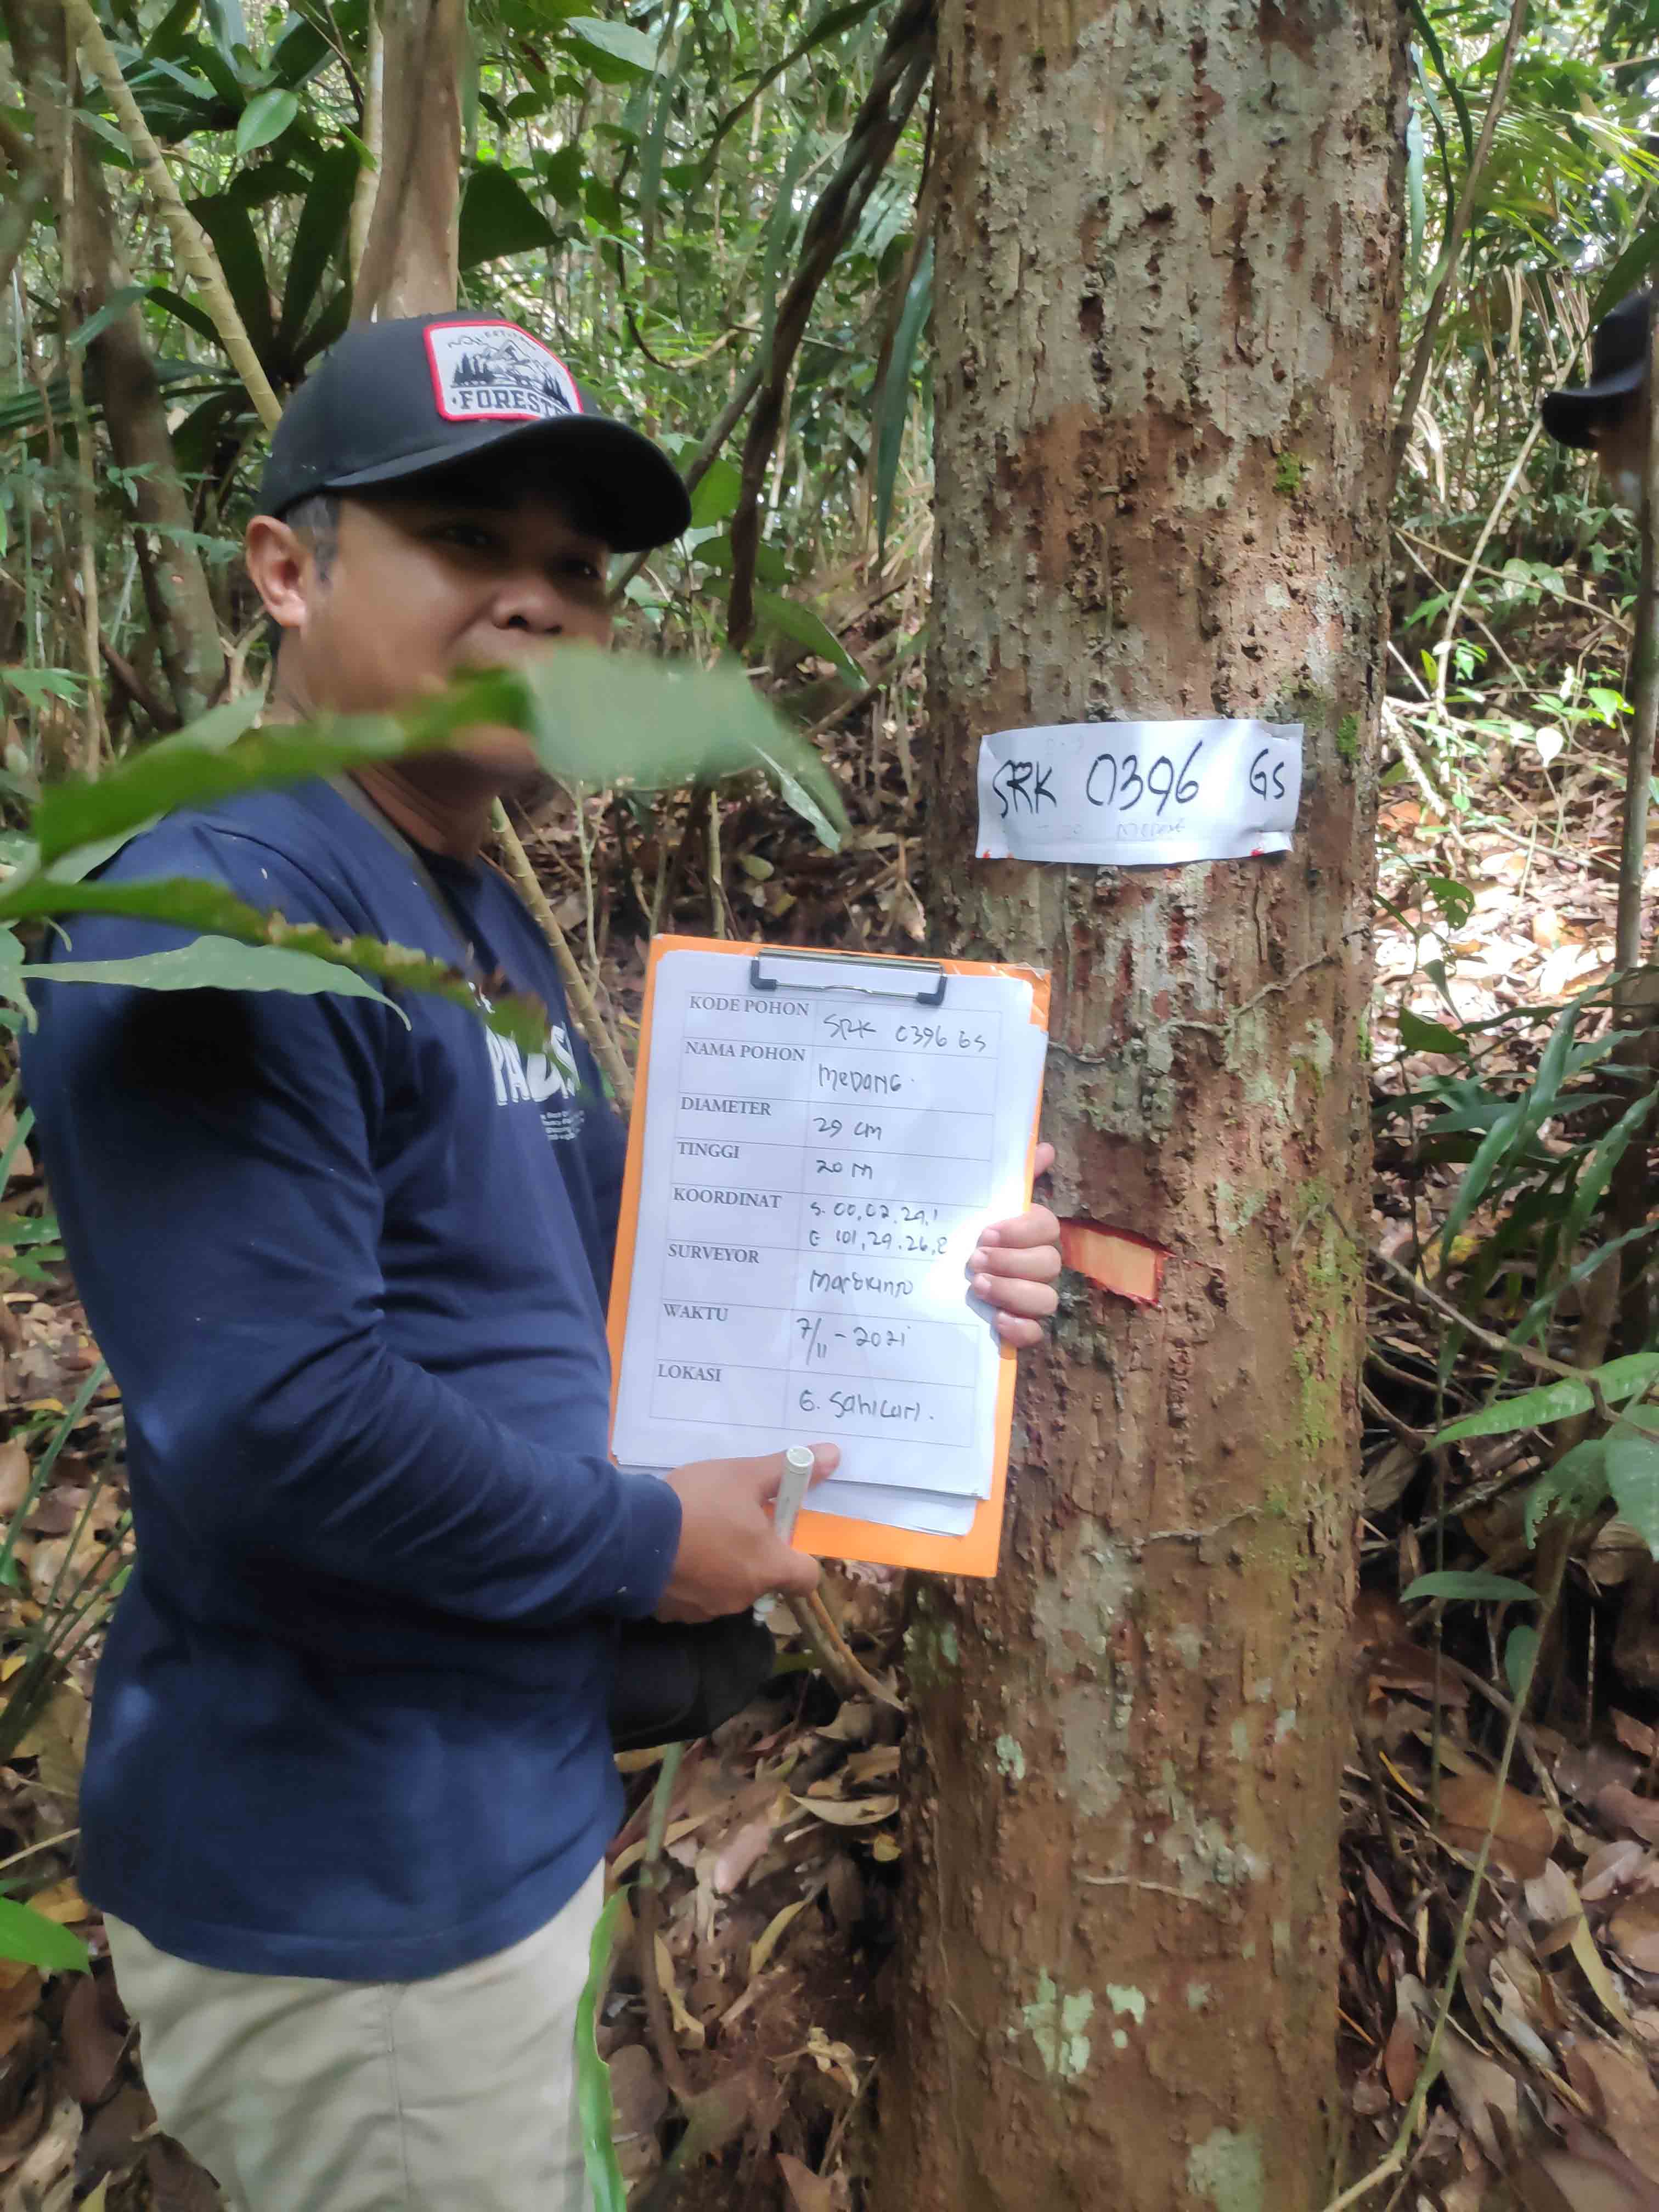 FOREST
SRK 0396 GS
KODE POHON SRK 0396 GS
NAMA POHON MEDANG
DIAMETER 29 cm
TINGGI 20 M
KOORDINAT S. 00.02.29.1
E 101.29.26.
SURVEYOR
WAKTU 7/11-2021
LOKASI G. Sahilan.